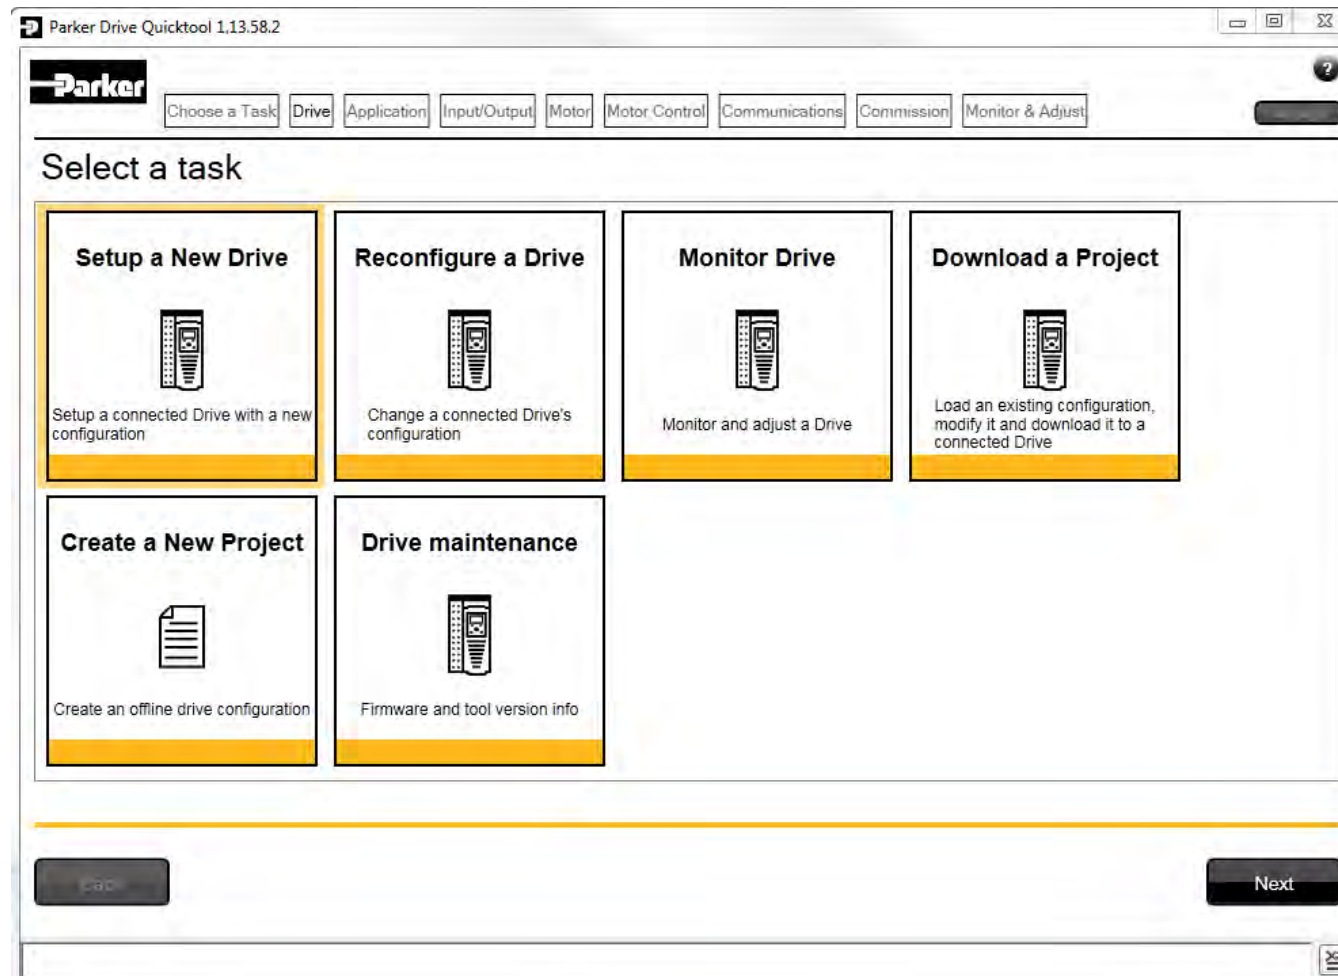 Parker Drive Quicktool 1.13.58.2
?
Parker
Choose a Task Drive Application Input/Output Motor Motor Control Communications Commission Monitor & Adjust
Select a task
Setup a New Drive
Setup a connected Drive with a new
configuration
Reconfigure a Drive
Change a connected Drive's
configuration
Monitor Drive
Monitor and adjust a Drive
Download a Project
Load an existing configuration,
modify it and download it to a
connected Drive
Create a New Project
Create an offline drive configuration
Drive maintenance
Firmware and tool version info
Back
Next